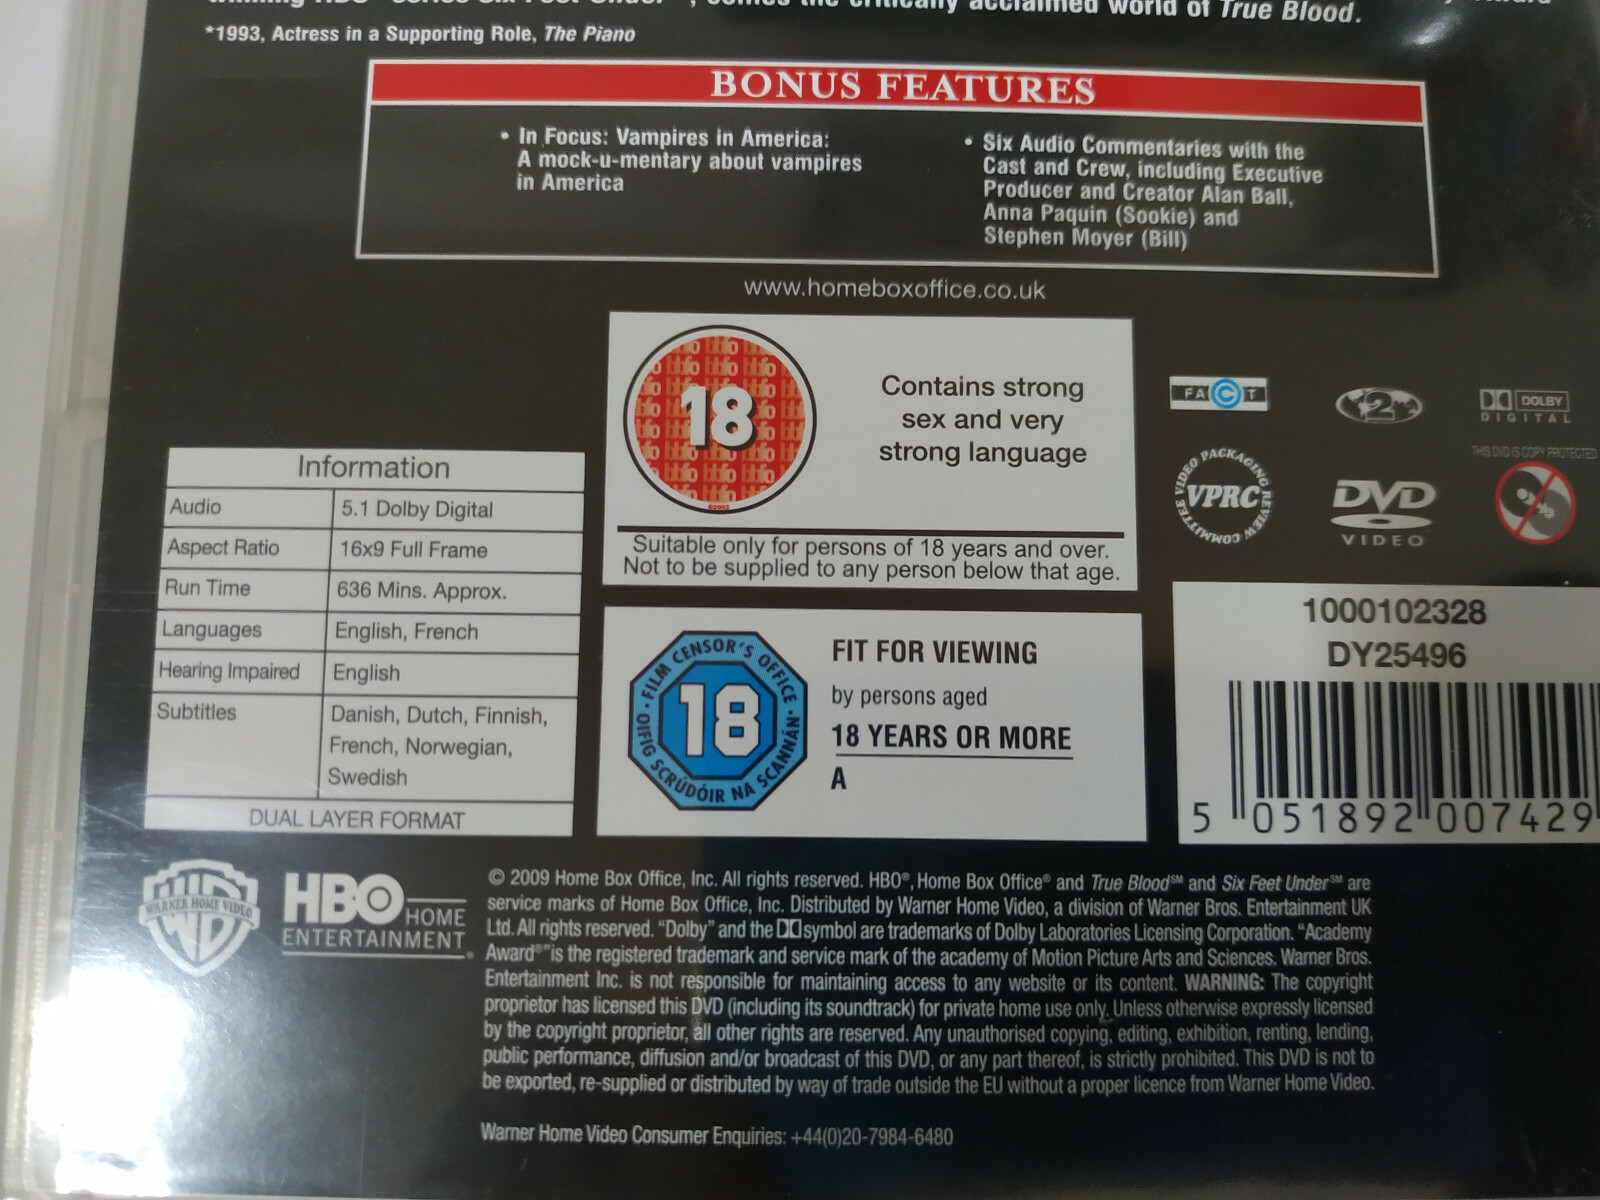 comes the critically acclaimed world of True Blood.
*1993, Actress in a Supporting Role, The Piano
BONUS FEATURES
• In Focus: Vampires in America:
A mock-u-mentary about vampires
in America
• Six Audio Commentaries with the
Cast and Crew, including Executive
Producer and Creator Alan Ball,
Anna Paquin (Sookie) and
Stephen Moyer (Bill)
www.homeboxoffice.co.uk
18
Contains strong
sex and very
strong language
Suitable only for persons of 18 years and over.
Not to be supplied to any person below that age.
FACT
2
DOLBY
DIGITAL
VIDEO PACKAGING REVIEW COMMITTEE
VPRC
DVD
VIDEO
THIS DVD IS COPY PROTECTED
Information
Audio 5.1 Dolby Digital
Aspect Ratio 16x9 Full Frame
Run Time 636 Mins. Approx.
Languages English, French
Hearing Impaired English
Subtitles Danish, Dutch, Finnish,
French, Norwegian,
Swedish
DUAL LAYER FORMAT
FILM CENSOR'S OFFICE
18
OIFIG SCRÚDÓIR NA SCANNÁN
FIT FOR VIEWING
by persons aged
18 YEARS OR MORE
A
1000102328
DY25496
5 051892 007429
WARNER HOME VIDEO
HBO HOME
ENTERTAINMENT
© 2009 Home Box Office, Inc. All rights reserved. HBO®, Home Box Office® and True Blood℠ and Six Feet Under℠ are
service marks of Home Box Office, Inc. Distributed by Warner Home Video, a division of Warner Bros. Entertainment UK
Ltd. All rights reserved. “Dolby” and the symbol are trademarks of Dolby Laboratories Licensing Corporation. “Academy
Award®”is the registered trademark and service mark of the academy of Motion Picture Arts and Sciences. Warner Bros.
Entertainment Inc. is not responsible for maintaining access to any website or its content. WARNING: The copyright
proprietor has licensed this DVD (including its soundtrack) for private home use only. Unless otherwise expressly licensed
by the copyright proprietor, all other rights are reserved. Any unauthorised copying, editing, exhibition, renting, lending,
public performance, diffusion and/or broadcast of this DVD, or any part thereof, is strictly prohibited. This DVD is not to
be exported, re-supplied or distributed by way of trade outside the EU without a proper licence from Warner Home Video.
Warner Home Video Consumer Enquiries: +44(0)20-7984-6480